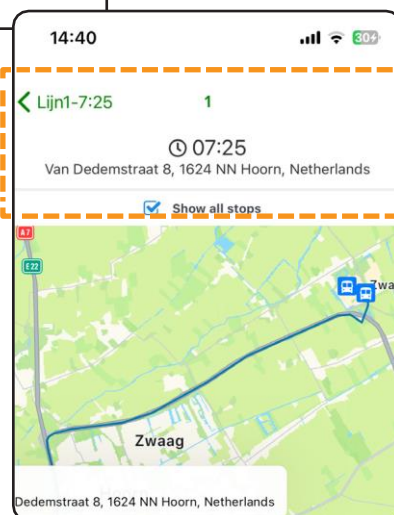 14:40
30
Lijn1-7:25
1
07:25
Van Dedemstraat 8, 1624 NN Hoorn, Netherlands
Show all stops
A7
E22
Zwa
Zwaag
Dedemstraat 8, 1624 NN Hoorn, Netherlands